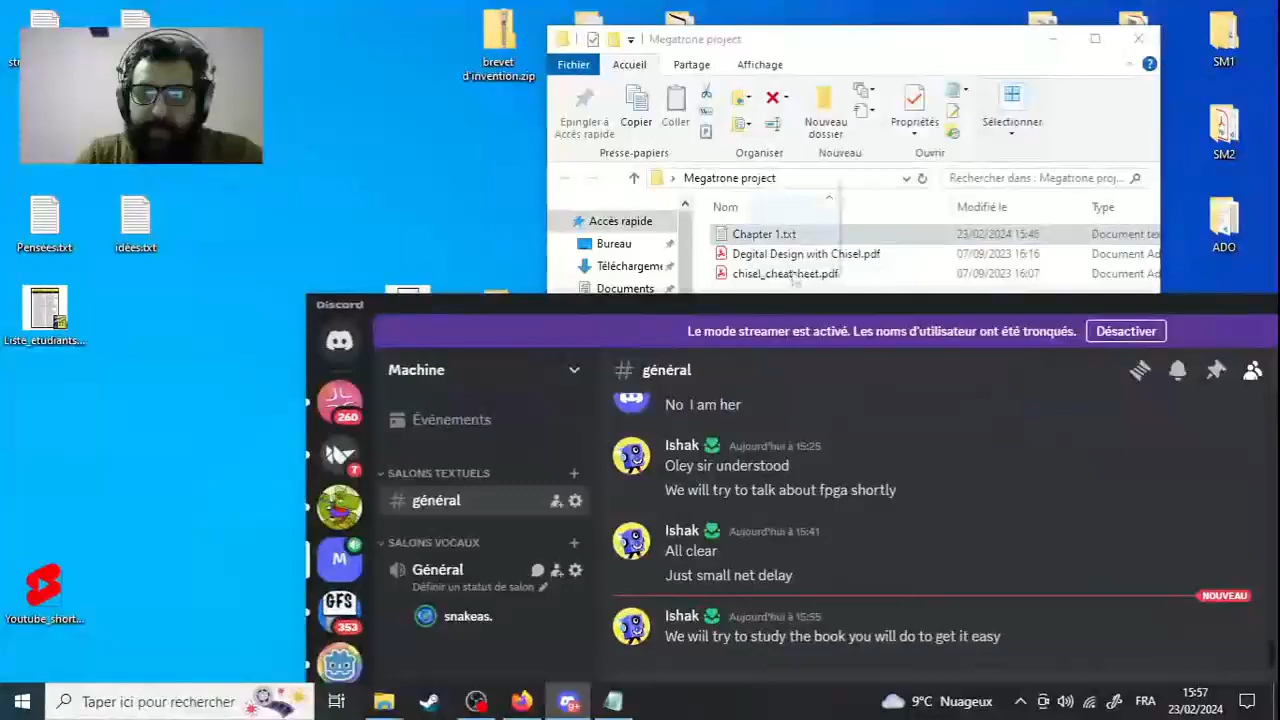 brevet
d'invention.zip
Pensées.txt
idées.txt
Liste_etudiants...
Youtube_short...
SM1
SM2
ADO
Megatrone project
Fichier
Accueil
Partage
Affichage
Épingler à
Accès rapide
Copier
Coller
Nouveau
dossier
Propriétés
Sélectionner
Presse-papiers
Organiser
Nouveau
Ouvrir
Megatrone project
Rechercher dans : Megatrone proj...
Accès rapide
Bureau
Téléchargeme
Documents
Nom
Modifié le
Type
Chapter 1.txt
23/02/2024 15:46
Document tex
Degital Design with Chisel.pdf
07/09/2023 16:16
Document Ad
chisel_cheatsheet.pdf
07/09/2023 16:07
Document Ad
Discord
Le mode streamer est activé. Les noms d'utilisateur ont été tronqués.
Désactiver
260
7
M
GFS
353
Machine
Événements
SALONS TEXTUELS
général
SALONS VOCAUX
Général
Définir un status de salon
snakeas.
# général
No I am her
Ishak Aujourd'hui à 15:25
Oley sir understood
We will try to talk about fpga shortly
Ishak Aujourd'hui à 15:41
All clear
Just small net delay
NOUVEAU
Ishak Aujourd'hui à 15:55
We will try to study the book you will do to get it easy
Taper ici pour rechercher
9°C Nuageux
FRA
15:57
23/02/2024